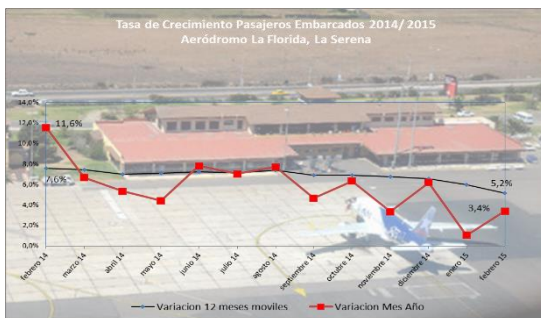 Tasa de Crecimiento Pasajeros Embarcados 2014/ 2015
Aeródromo La Florida, La Serena
14,0%
12,0%
10,0%
8,0%
6,0%
4,0%
2,0%
0,0%
11,6%
7,6%
5,2%
3,4%
febrero 14
marzo 14
abril 14
mayo 14
junio 14
julio 14
agosto 14
septiembre 14
octubre 14
noviembre 14
diciembre 14
enero 15
febrero 15
Variacion 12 meses moviles
Variacion Mes Año